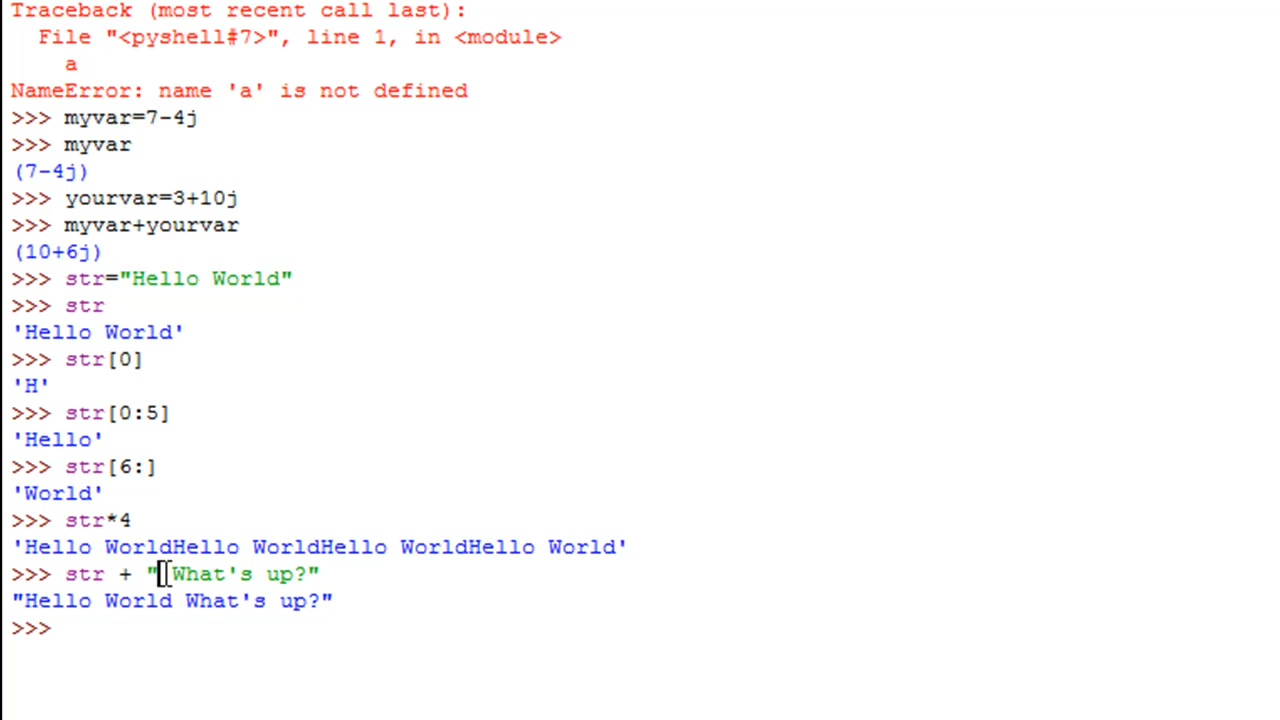 Traceback (most recent call last):
  File "<pyshell#7>", line 1, in <module>
    a
NameError: name 'a' is not defined
>>> myvar=7-4j
>>> myvar
(7-4j)
>>> yourvar=3+10j
>>> myvar+yourvar
(10+6j)
>>> str="Hello World"
>>> str
'Hello World'
>>> str[0]
'H'
>>> str[0:5]
'Hello'
>>> str[6:]
'World'
>>> str*4
'Hello WorldHello WorldHello WorldHello World'
>>> str + " What's up?"
"Hello World What's up?"
>>>